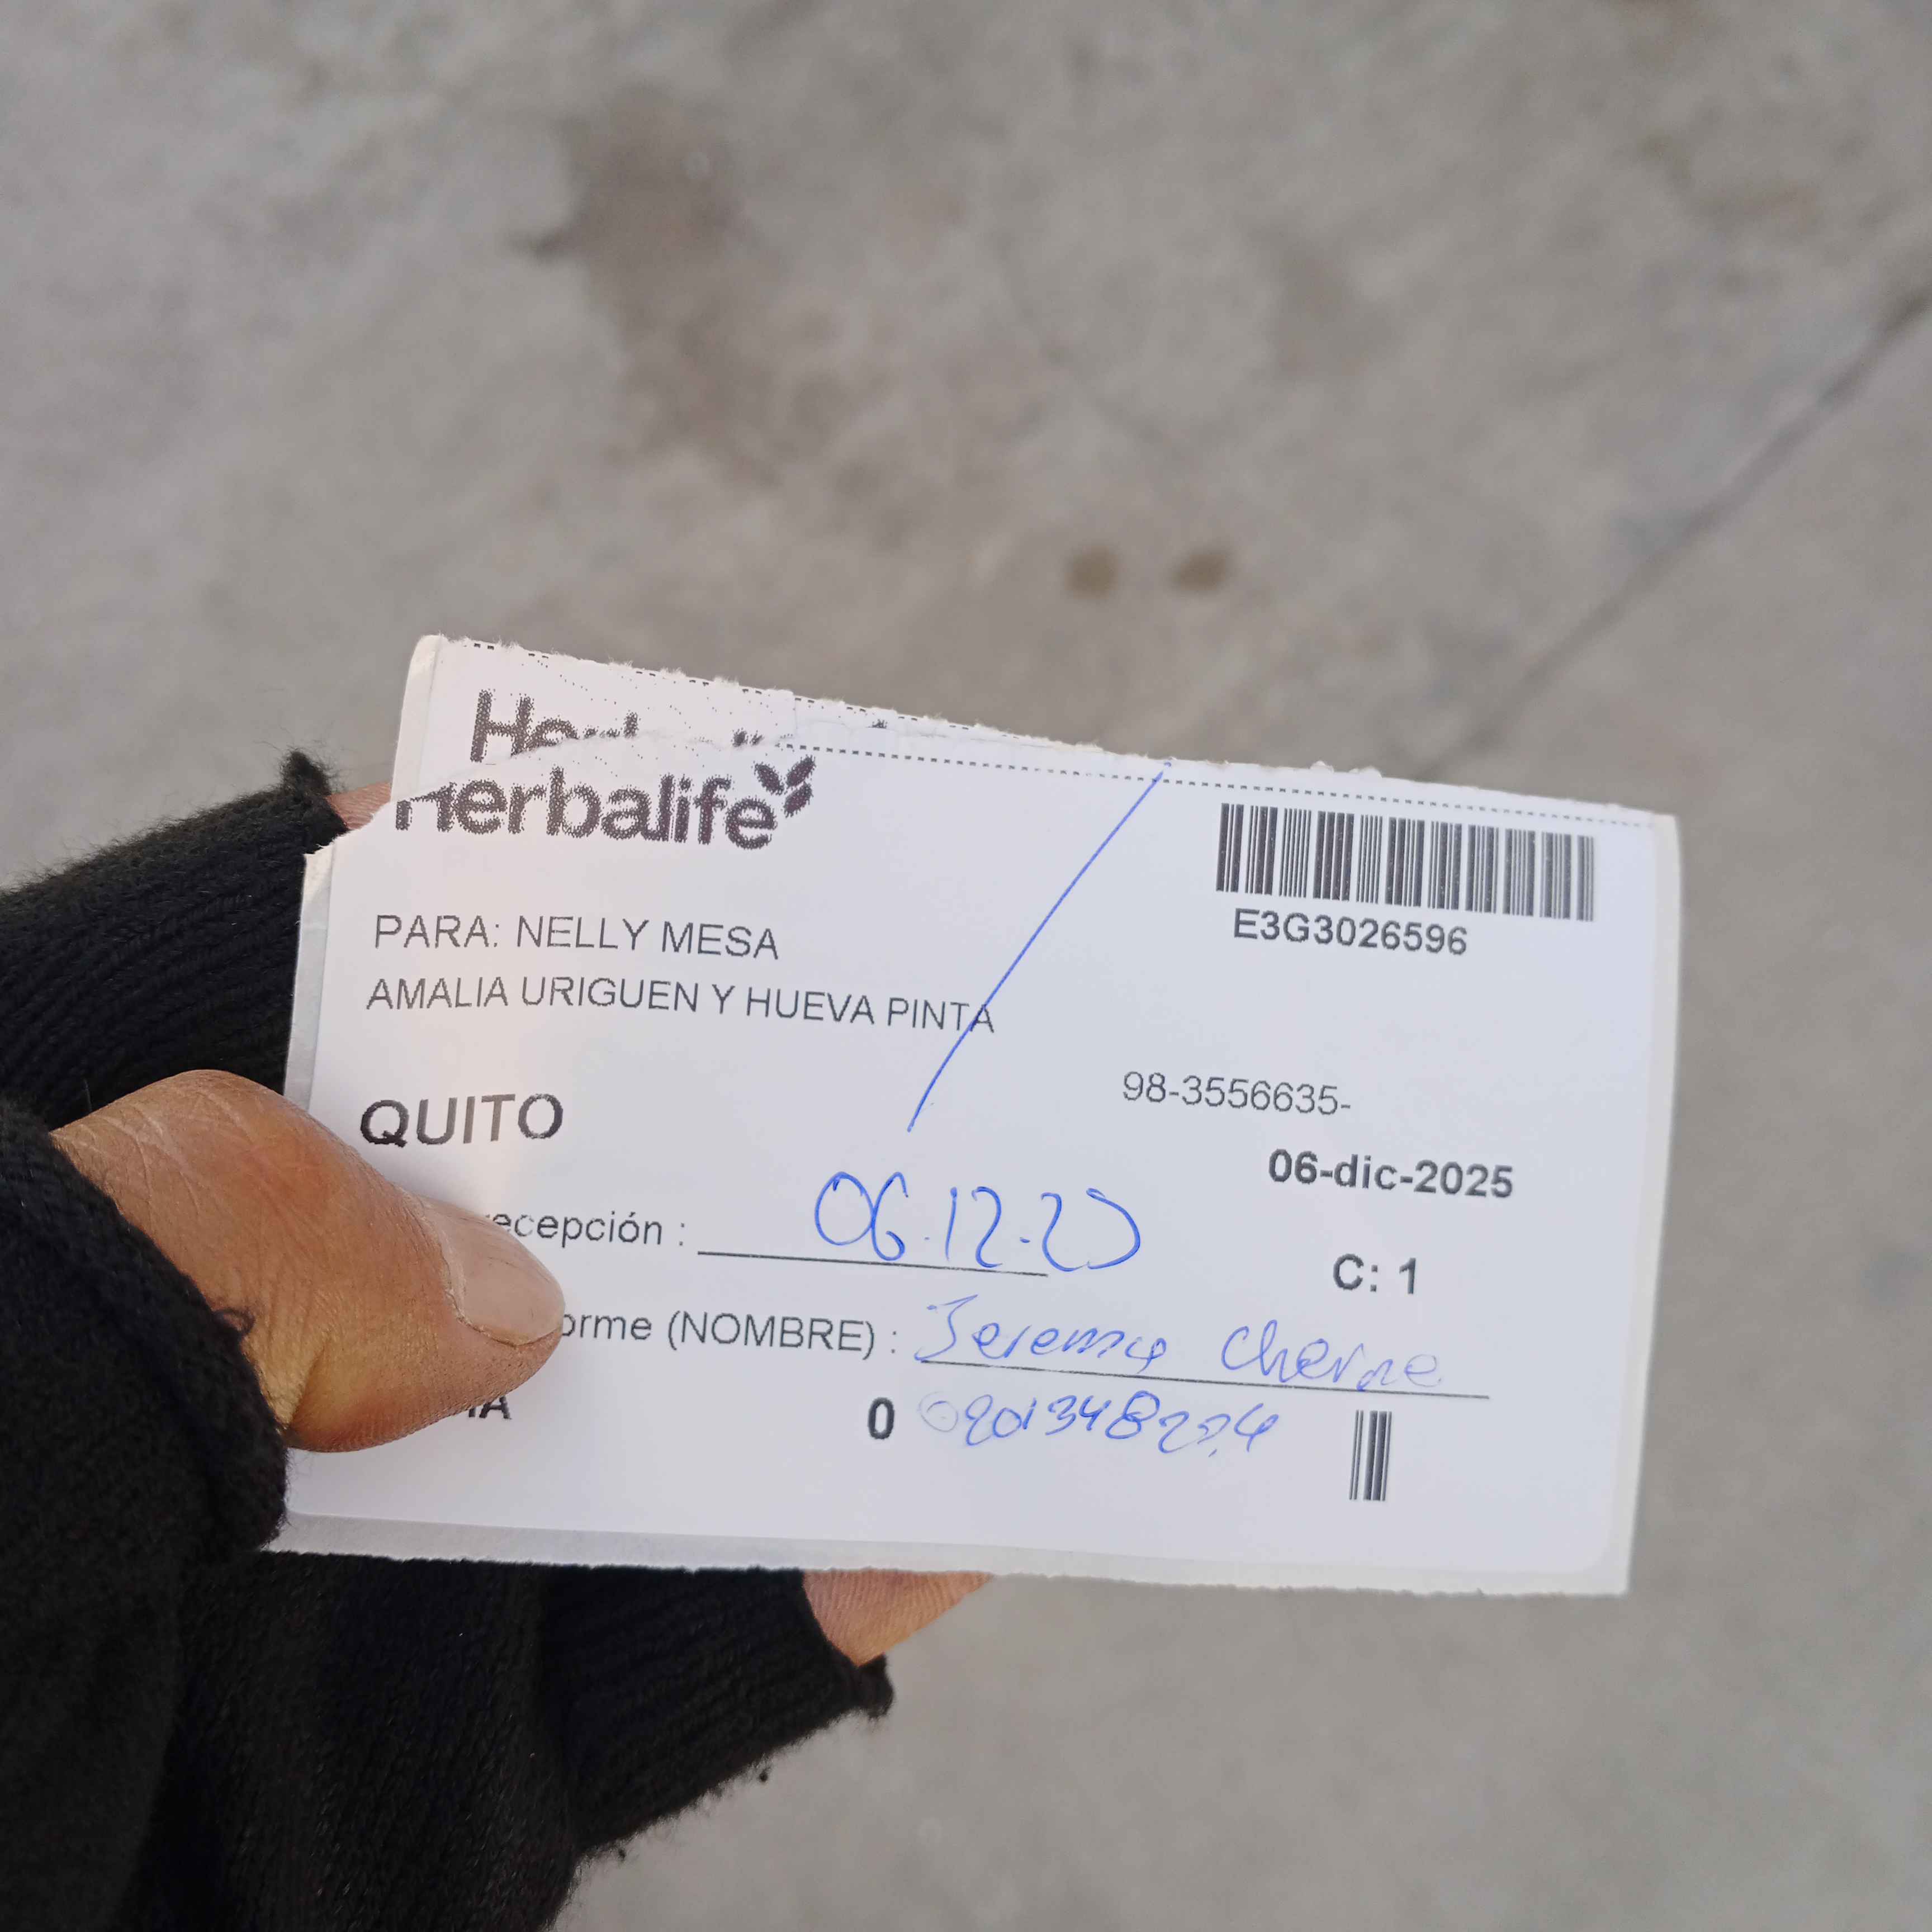 Herbalife
PARA: NELLY MESA
AMALIA URIGUEN Y HUEVA PINTA
E3G3026596
QUITO
98-3556635-
06-dic-2025
recepción : 06.12.25
C: 1
orme (NOMBRE) : Jeremy
0